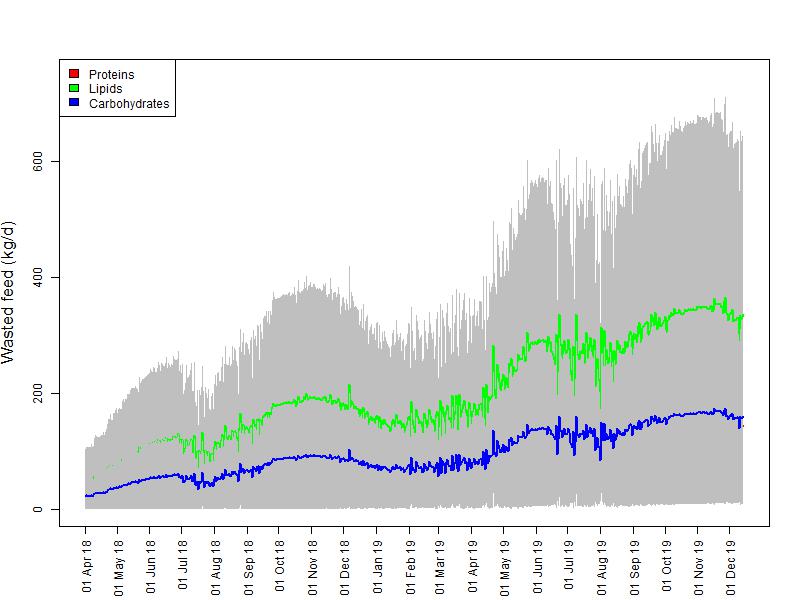 Proteins
Lipids
Carbohydrates
Wasted feed (kg/d)
600
400
200
0
01 Apr 18
01 May 18
01 Jun 18
01 Jul 18
01 Aug 18
01 Sep 18
01 Oct 18
01 Nov 18
01 Dec 18
01 Jan 19
01 Feb 19
01 Mar 19
01 Apr 19
01 May 19
01 Jun 19
01 Jul 19
01 Aug 19
01 Sep 19
01 Oct 19
01 Nov 19
01 Dec 19